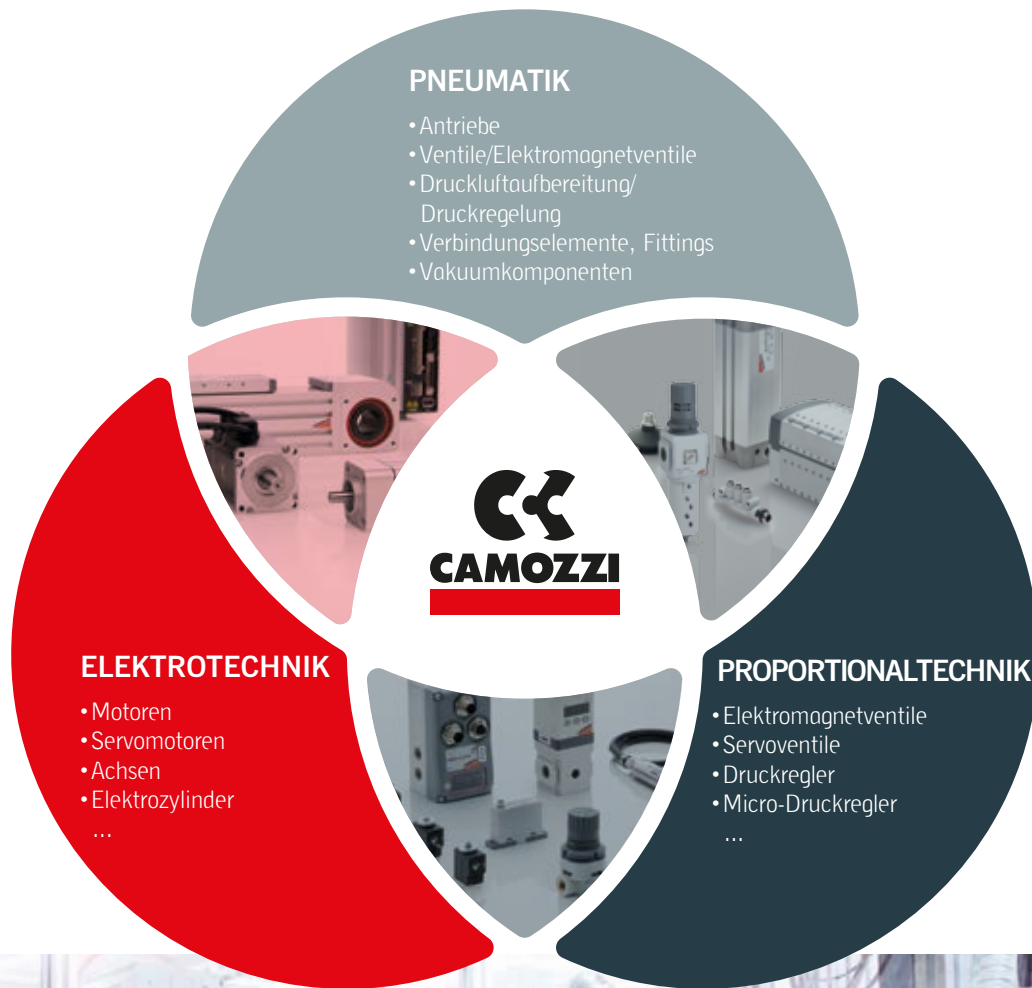 PNEUMATIK
• Antriebe
• Ventile/Elektromagnetventile
• Druckluftaufbereitung/
Druckregelung
• Verbindungselemente, Fittings
• Vakuumkomponenten
CAMOZZI
ELEKTROTECHNIK
• Motoren
• Servomotoren
• Achsen
• Elektrozylinder
...
PROPORTIONALTECHNIK
• Elektromagnetventile
• Servoventile
• Druckregler
• Micro-Druckregler
...